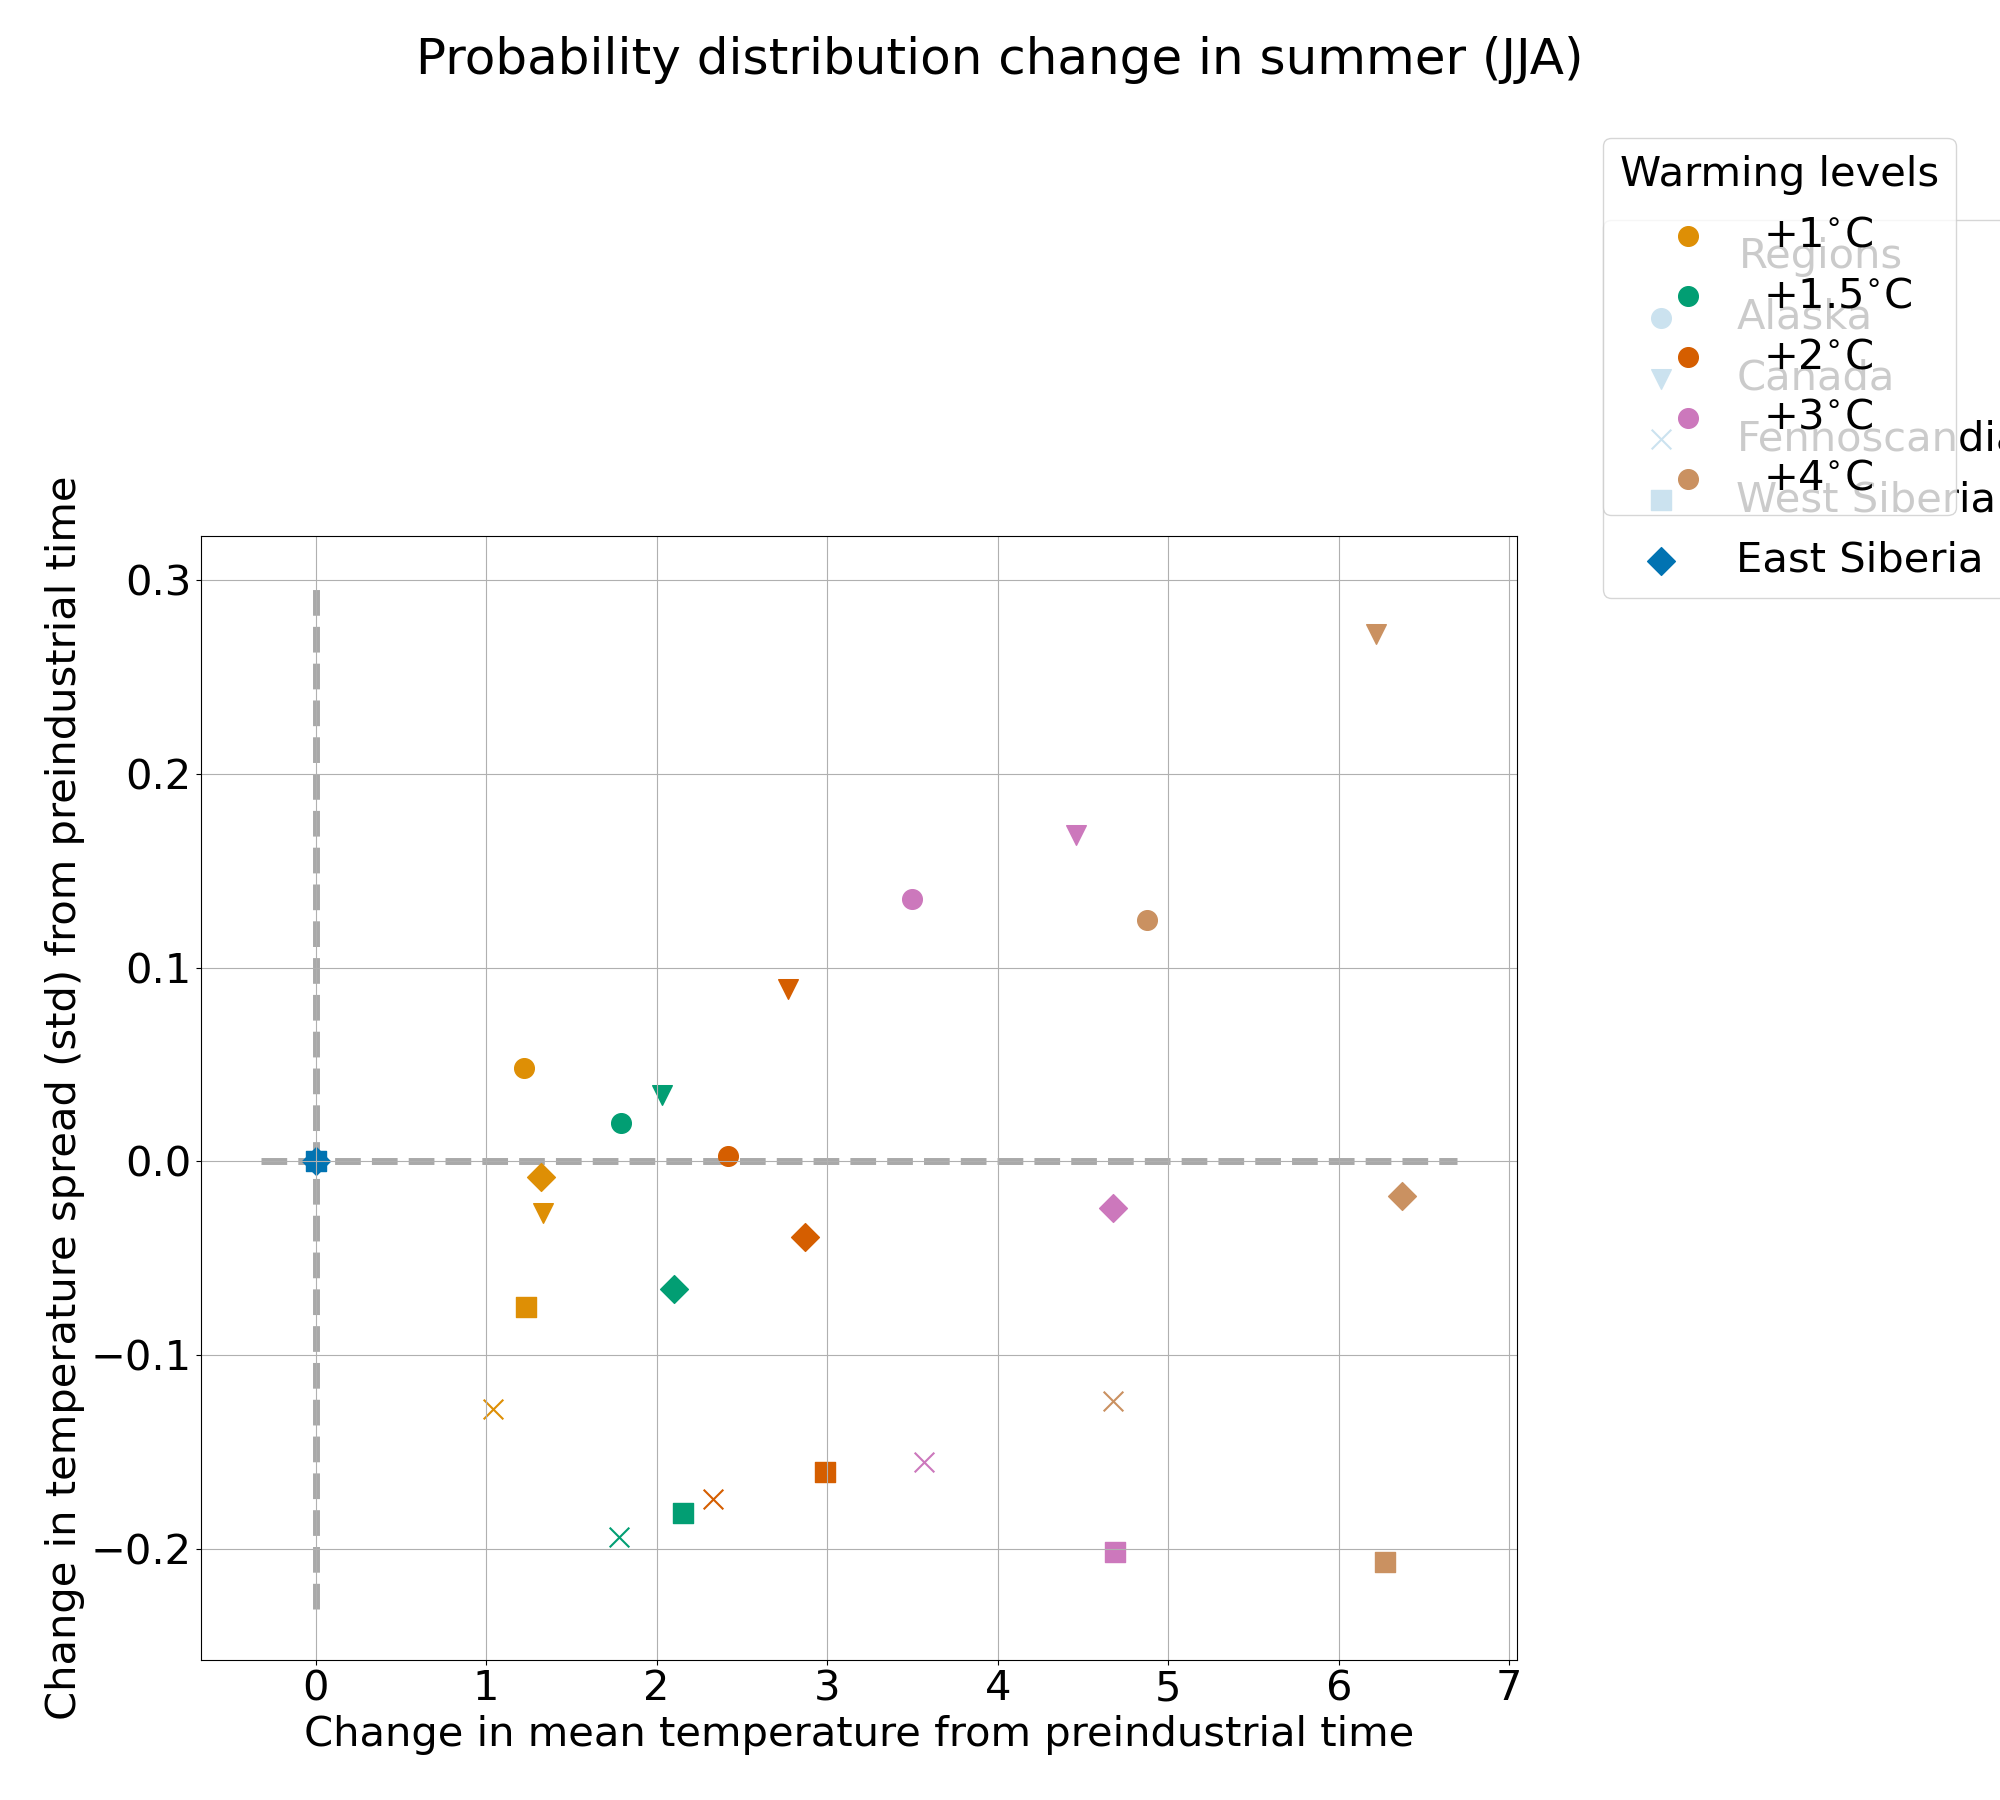 Probability distribution change in summer (JJA)
Warming levels
+1°C
+1.5°C
+2°C
+3°C
+4°C
Regions
Alaska
Canada
Fennoscandia
West Siberia
East Siberia
Change in temperature spread (std) from preindustrial time
0.3
0.2
0.1
0.0
−0.1
−0.2
0 1 2 3 4 5 6 7
Change in mean temperature from preindustrial time